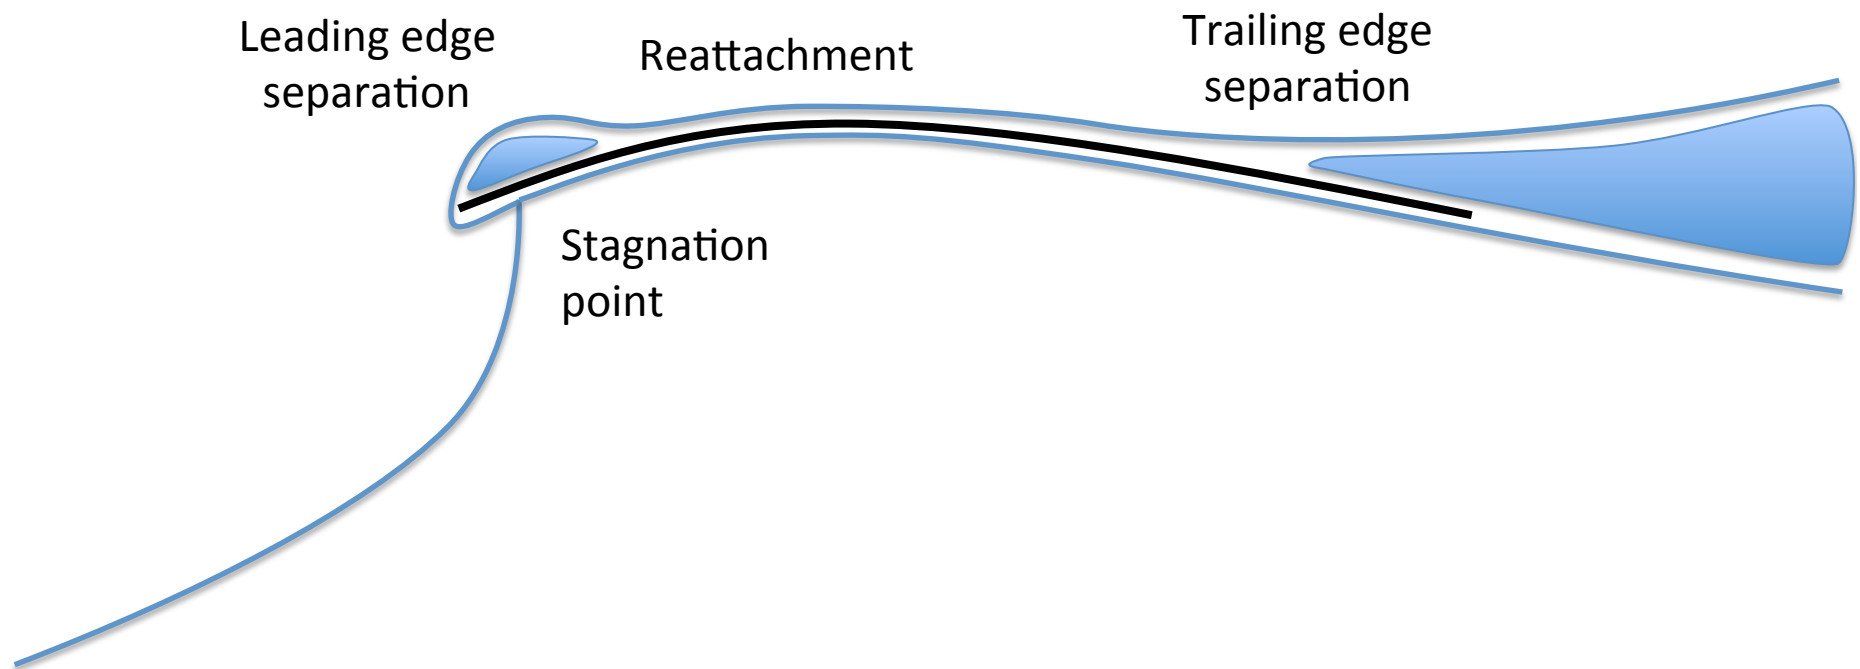 Leading edge
separation
Reattachment
Trailing edge
separation
Stagnation
point